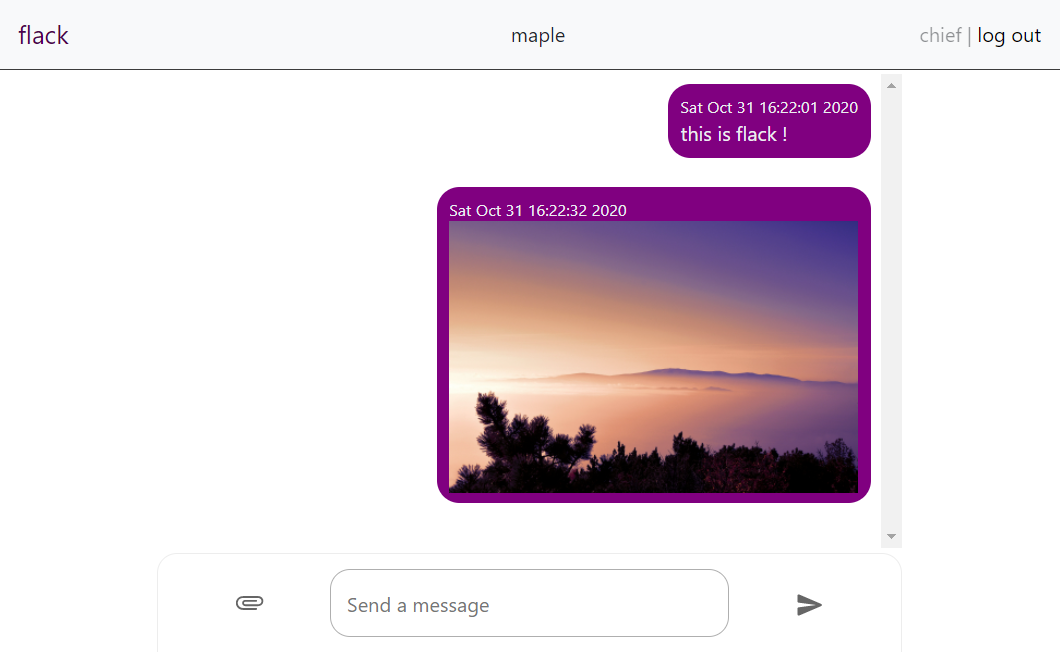 flack
maple
chief | log out
Sat Oct 31 16:22:01 2020
this is flack !
Sat Oct 31 16:22:32 2020
Send a message